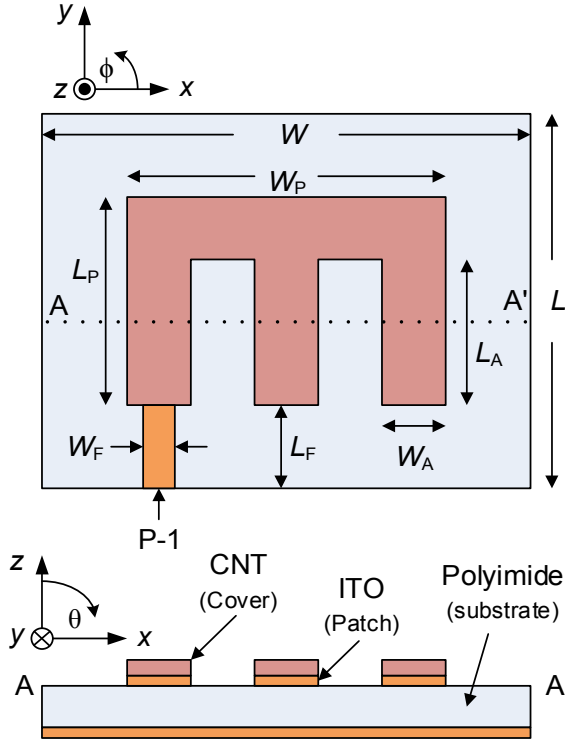 y
ϕ
z
x
W
W_P
L_P
A
A'
L
L_A
W_F
L_F
W_A
P-1
z
CNT
(Cover)
ITO
(Patch)
Polyimide
(substrate)
θ
y
x
A
A